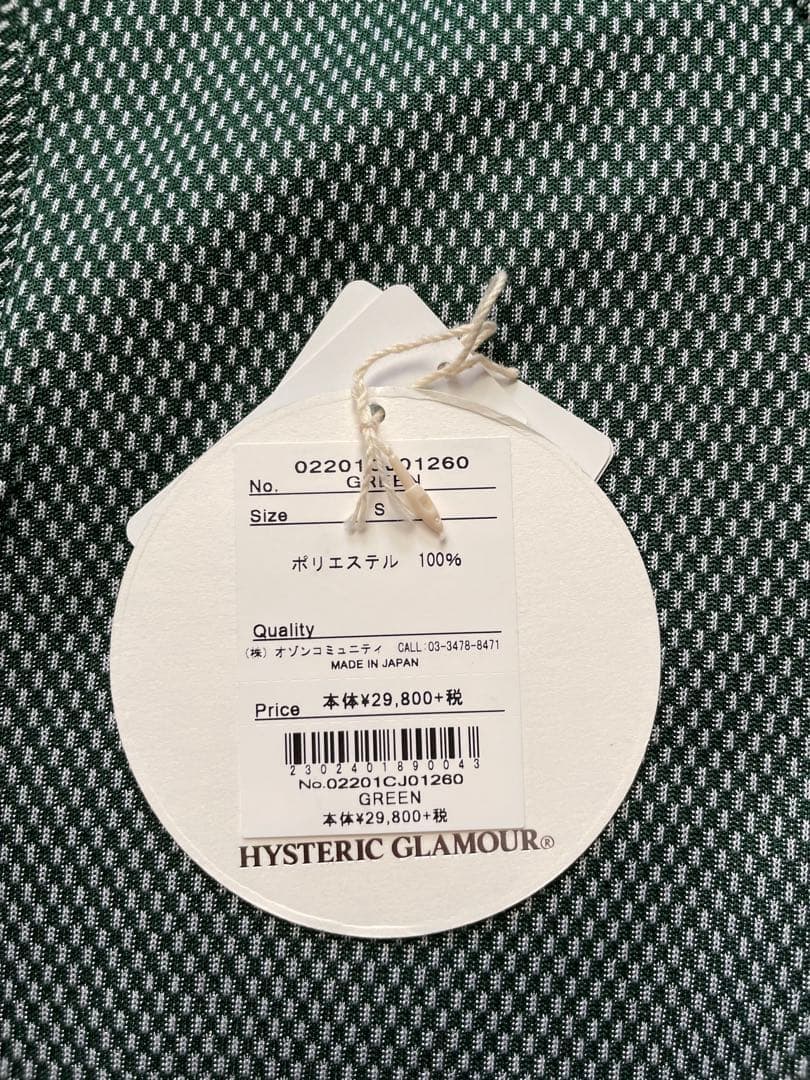 02201CJ01260
No. GREEN
Size S
ポリエステル 100%
Quality
(株) オゾンコミュニティ CALL:03-3478-8471
MADE IN JAPAN
Price 本体¥29,800+税
2302401890043
No.02201CJ01260
GREEN
本体¥29,800+税
HYSTERIC GLAMOUR®